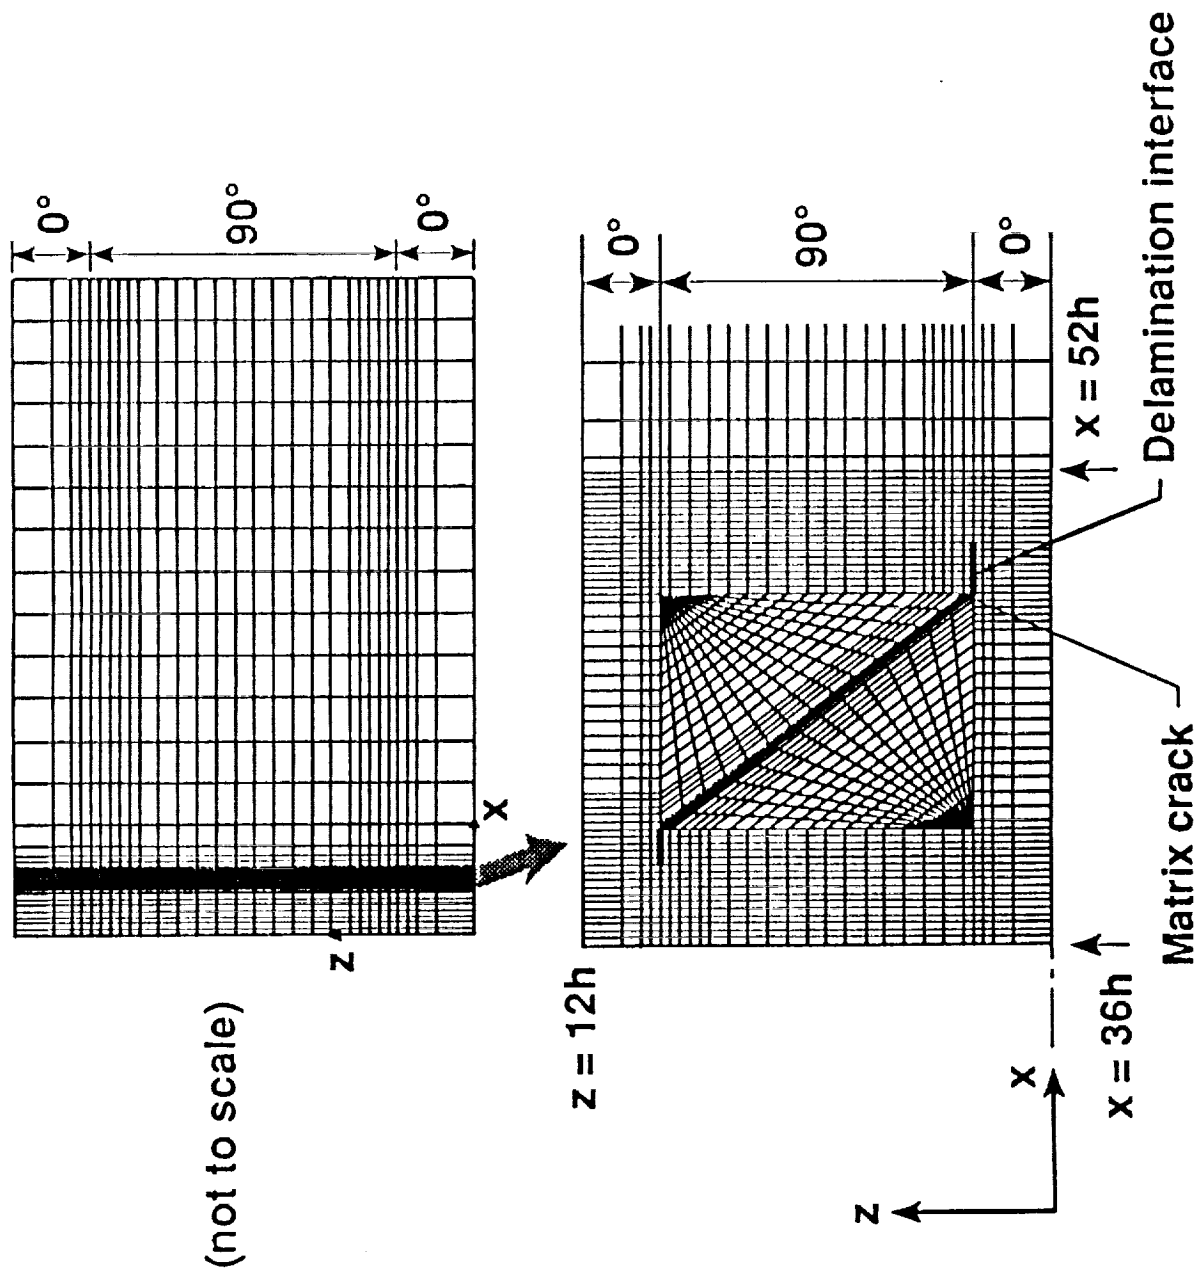 (not to scale)
z
x
0°
90°
0°
z = 12h
0°
90°
0°
z
x
x = 36h
x = 52h
Matrix crack
Delamination interface